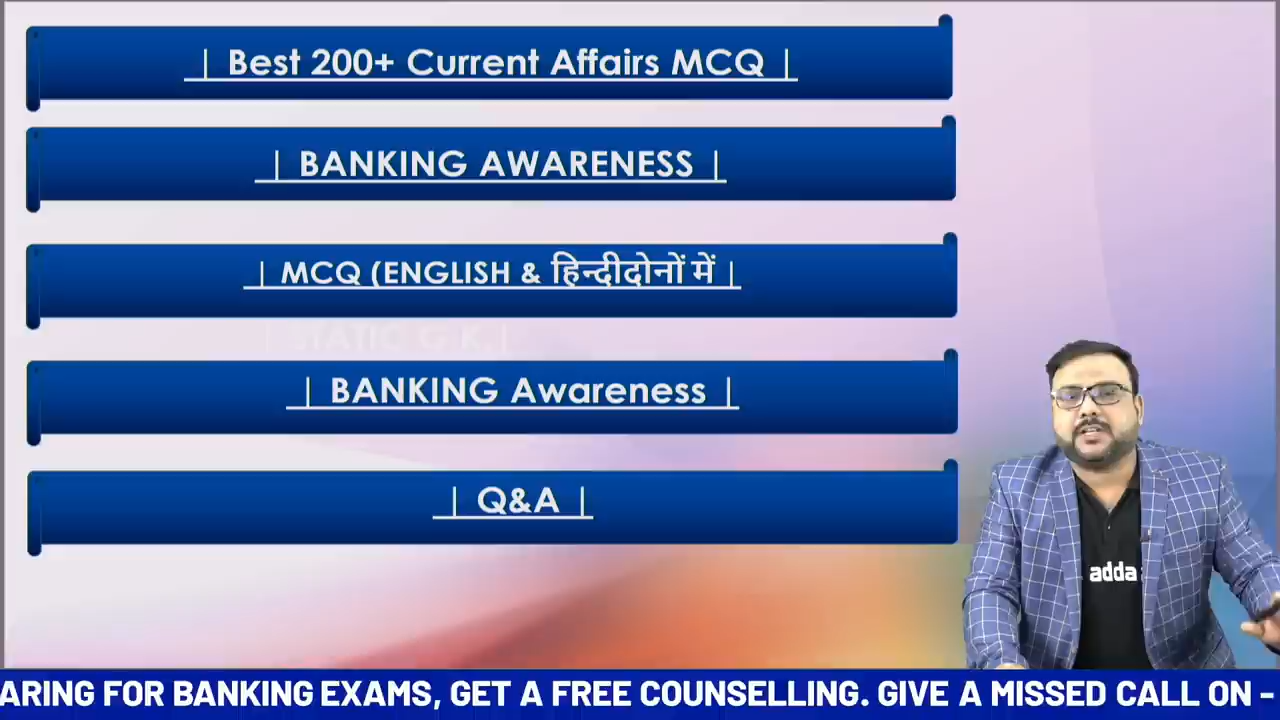 | Best 200+ Current Affairs MCQ |
| BANKING AWARENESS |
| MCQ (ENGLISH & हिन्दीदोनों में |
| STATIC G.K. |
| BANKING Awareness |
| Q&A |
adda
ARING FOR BANKING EXAMS, GET A FREE COUNSELLING. GIVE A MISSED CALL ON -